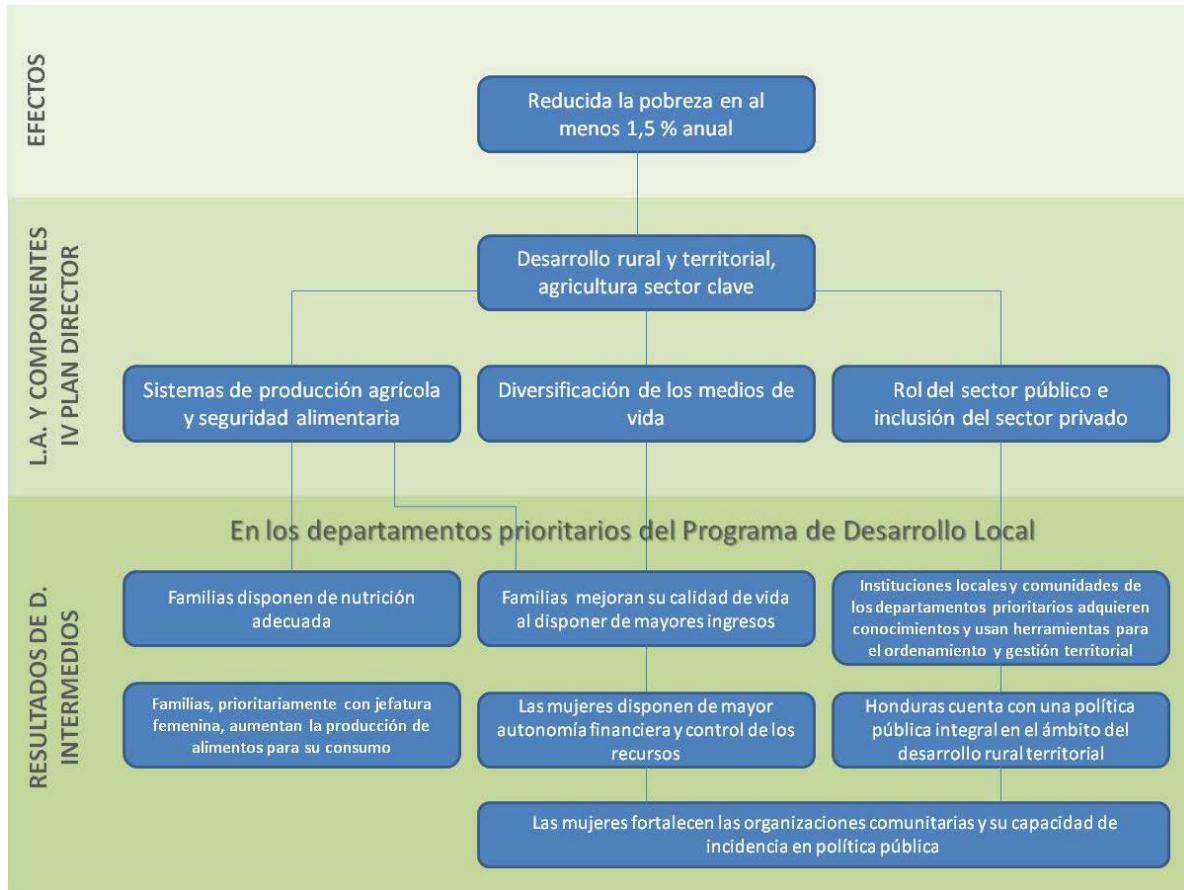 EFECTOS
Reducida la pobreza en al
menos 1,5 % anual
L.A. Y COMPONENTES
IV PLAN DIRECTOR
Desarrollo rural y territorial,
agricultura sector clave
Sistemas de producción agrícola
y seguridad alimentaria
Diversificación de los medios de
vida
Rol del sector público e
inclusión del sector privado
RESULTADOS DE D.
INTERMEDIOS
En los departamentos prioritarios del Programa de Desarrollo Local
Familias disponen de nutrición
adecuada
Familias mejoran su calidad de vida
al disponer de mayores ingresos
Instituciones locales y comunidades de
los departamentos prioritarios adquieren
conocimientos y usan herramientas para
el ordenamiento y gestión territorial
Familias, prioritariamente con jefatura
femenina, aumentan la producción de
alimentos para su consumo
Las mujeres disponen de mayor
autonomía financiera y control de los
recursos
Honduras cuenta con una política
pública integral en el ámbito del
desarrollo rural territorial
Las mujeres fortalecen las organizaciones comunitarias y su capacidad de
incidencia en política pública